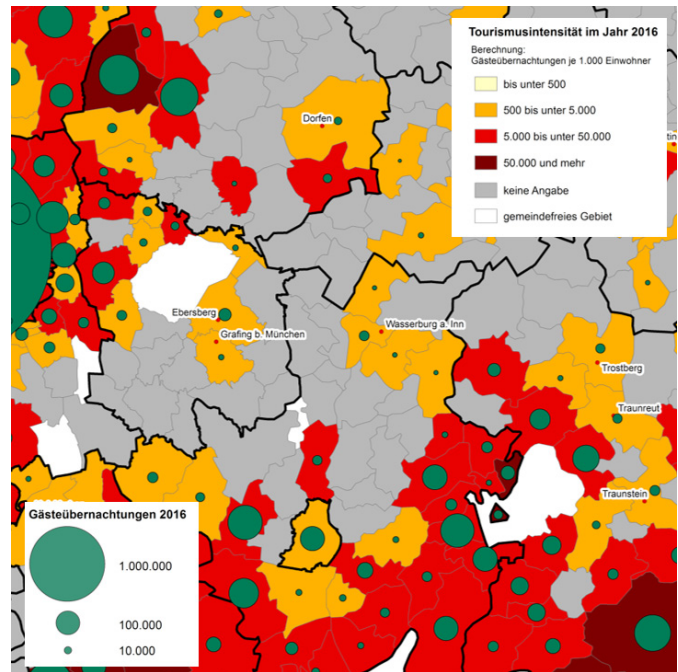 Tourismusintensität im Jahr 2016
Berechnung:
Gästeübernachtungen je 1.000 Einwohner
bis unter 500
500 bis unter 5.000
5.000 bis unter 50.000
50.000 und mehr
keine Angabe
gemeindefreies Gebiet
Dorfen
Ebersberg
Grafing b. München
Wasserburg a. Inn
Trostberg
Traunreut
Traunstein
Gästeübernachtungen 2016
1.000.000
100.000
10.000